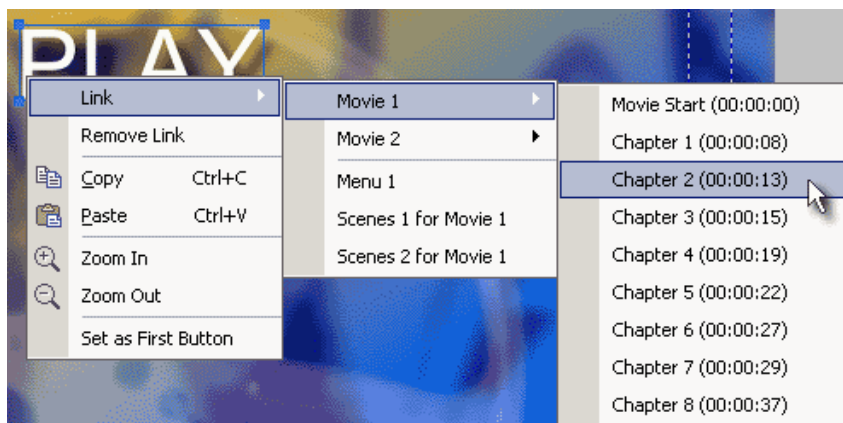 PLAY
Link
Remove Link
Copy Ctrl+C
Paste Ctrl+V
Zoom In
Zoom Out
Set as First Button
Movie 1
Movie 2
Menu 1
Scenes 1 for Movie 1
Scenes 2 for Movie 1
Movie Start (00:00:00)
Chapter 1 (00:00:08)
Chapter 2 (00:00:13)
Chapter 3 (00:00:15)
Chapter 4 (00:00:19)
Chapter 5 (00:00:22)
Chapter 6 (00:00:27)
Chapter 7 (00:00:29)
Chapter 8 (00:00:37)